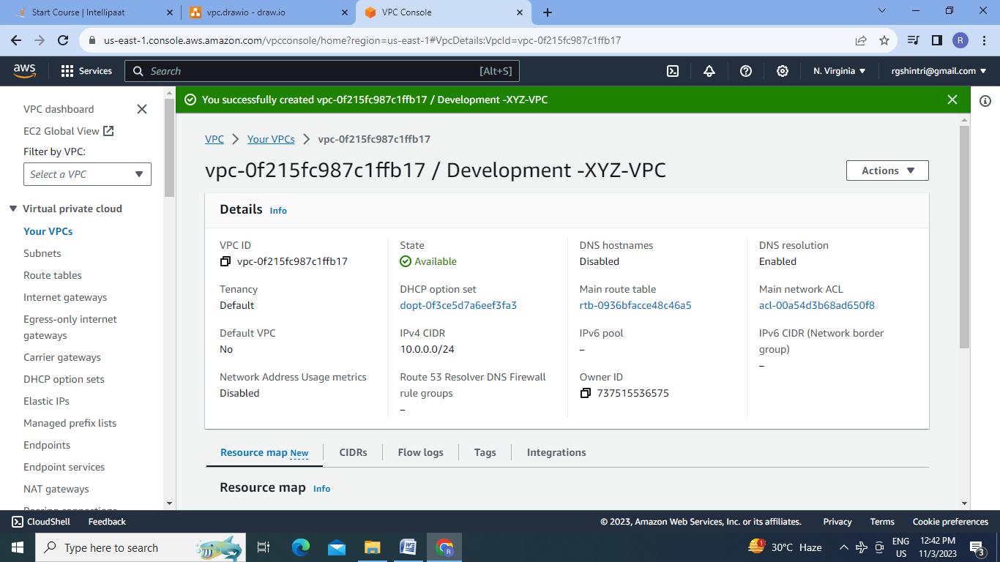 Start Course | Intellipaat
vpc.drawio - draw.io
VPC Console
us-east-1.console.aws.amazon.com/vpcconsole/home?region=us-east-1#VpcDetails:VpcId=vpc-0f215fc987c1ffb17
R
aws
Services
Search
[Alt+S]
N. Virginia
rgshintri@gmail.com
You successfully created vpc-0f215fc987c1ffb17 / Development -XYZ-VPC
VPC dashboard
EC2 Global View
Filter by VPC:
Select a VPC
Virtual private cloud
Your VPCs
Subnets
Route tables
Internet gateways
Egress-only internet
gateways
Carrier gateways
DHCP option sets
Elastic IPs
Managed prefix lists
Endpoints
Endpoint services
NAT gateways
Peering connections
VPC
Your VPCs
vpc-0f215fc987c1ffb17
vpc-0f215fc987c1ffb17 / Development -XYZ-VPC
Actions
Details Info
VPC ID
vpc-0f215fc987c1ffb17
State
Available
DNS hostnames
Disabled
DNS resolution
Enabled
Tenancy
Default
DHCP option set
dopt-0f3ce5d7a6eef3fa3
Main route table
rtb-0936bfacce48c46a5
Main network ACL
acl-00a54d3b68ad650f8
Default VPC
No
IPv4 CIDR
10.0.0.0/24
IPv6 pool
–
IPv6 CIDR (Network border
group)
–
Network Address Usage metrics
Disabled
Route 53 Resolver DNS Firewall
rule groups
–
Owner ID
737515536575
Resource map New
CIDRs
Flow logs
Tags
Integrations
Resource map Info
CloudShell
Feedback
© 2023, Amazon Web Services, Inc. or its affiliates.
Privacy
Terms
Cookie preferences
Type here to search
1
30°C Haze
ENG
US
12:42 PM
11/3/2023
3